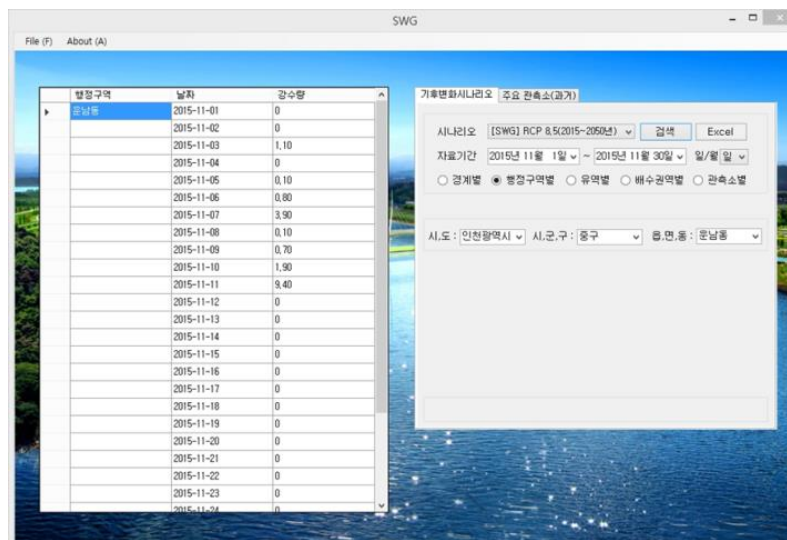 SWG
File (F) About (A)
행정구역 날짜 강수량
운남동 2015-11-01 0
2015-11-02 0
2015-11-03 1,10
2015-11-04 0
2015-11-05 0,10
2015-11-06 0,80
2015-11-07 3,90
2015-11-08 0,10
2015-11-09 0,70
2015-11-10 1,90
2015-11-11 9,40
2015-11-12 0
2015-11-13 0
2015-11-14 0
2015-11-15 0
2015-11-16 0
2015-11-17 0
2015-11-18 0
2015-11-19 0
2015-11-20 0
2015-11-21 0
2015-11-22 0
2015-11-23 0
2015-11-24 0
기후변화시나리오 주요 관측소(과거)
시나리오 [SWG] RCP 8,5(2015~2050년) 검색 Excel
자료기간 2015년 11월 1일 ~ 2015년 11월 30일 일/월 일
경계별 행정구역별 유역별 배수권역별 관측소별
시,도 : 인천광역시 시,군,구 : 중구 읍,면,동 : 운남동